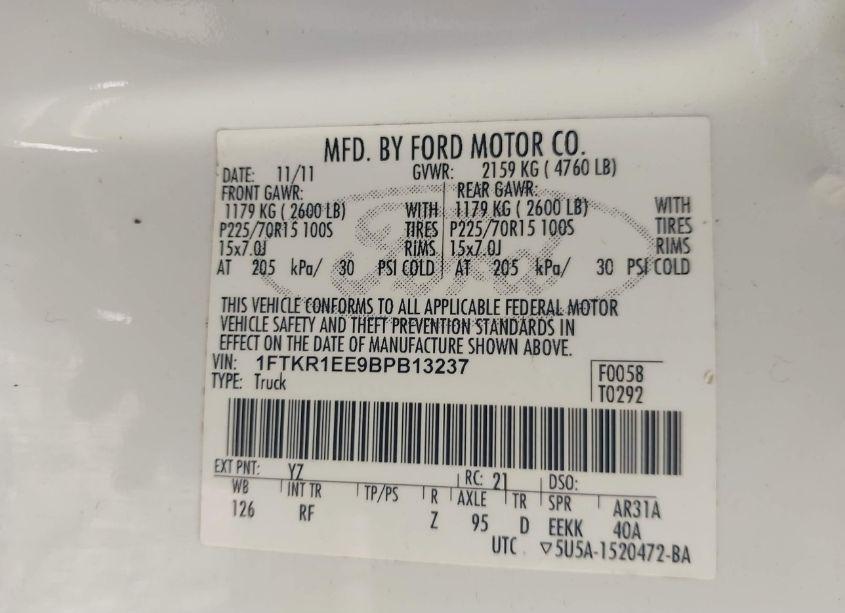 MFD. BY FORD MOTOR CO.
DATE: 11/11 GVWR: 2159 KG ( 4760 LB)
FRONT GAWR: REAR GAWR:
1179 KG ( 2600 LB) WITH 1179 KG ( 2600 LB) WITH
P225/70R15 100S TIRES P225/70R15 100S TIRES
15x7.0J RIMS 15x7.0J RIMS
AT 205 kPa/ 30 PSI COLD AT 205 kPa/ 30 PSI COLD
Ford
THIS VEHICLE CONFORMS TO ALL APPLICABLE FEDERAL MOTOR
VEHICLE SAFETY AND THEFT PREVENTION STANDARDS IN
EFFECT ON THE DATE OF MANUFACTURE SHOWN ABOVE.
VIN: 1FTKR1EE9BPB13237
TYPE: Truck
F0058
T0292
EXT PNT: YZ RC: 21 DSO:
WB INT TR TP/PS R AXLE TR SPR AR31A
126 RF Z 95 D EEKK 40A
UTC ▽5U5A-1520472-BA